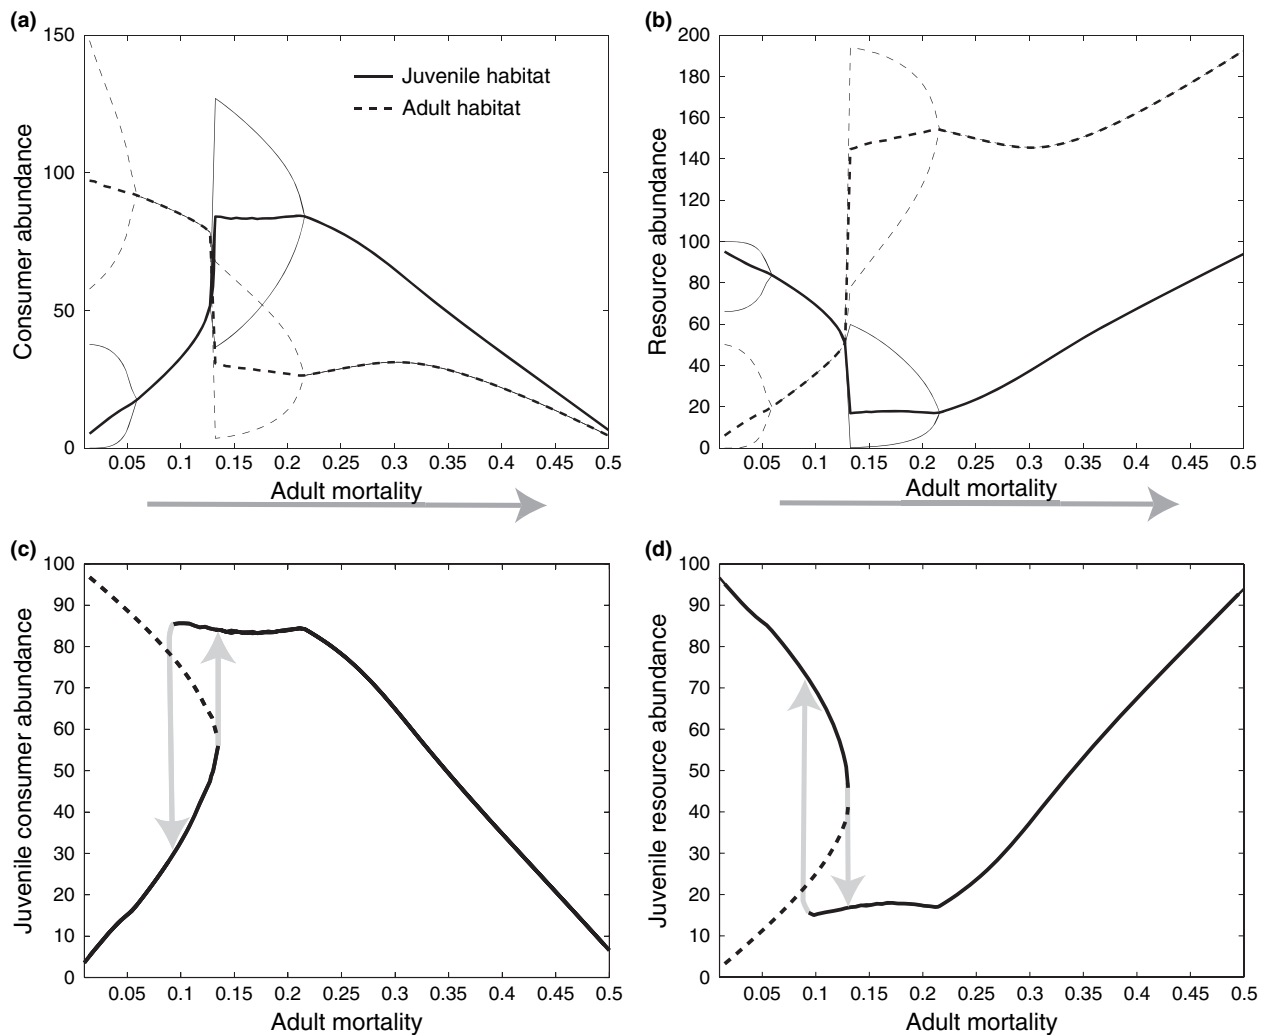 (a)
150
100
50
0
Consumer abundance
Juvenile habitat
Adult habitat
0.05 0.1 0.15 0.2 0.25 0.3 0.35 0.4 0.45 0.5
Adult mortality
(b)
200
180
160
140
120
100
80
60
40
20
0
Resource abundance
0.05 0.1 0.15 0.2 0.25 0.3 0.35 0.4 0.45 0.5
Adult mortality
(c)
100
90
80
70
60
50
40
30
20
10
0
Juvenile consumer abundance
0.05 0.1 0.15 0.2 0.25 0.3 0.35 0.4 0.45 0.5
Adult mortality
(d)
100
90
80
70
60
50
40
30
20
10
0
Juvenile resource abundance
0.05 0.1 0.15 0.2 0.25 0.3 0.35 0.4 0.45 0.5
Adult mortality